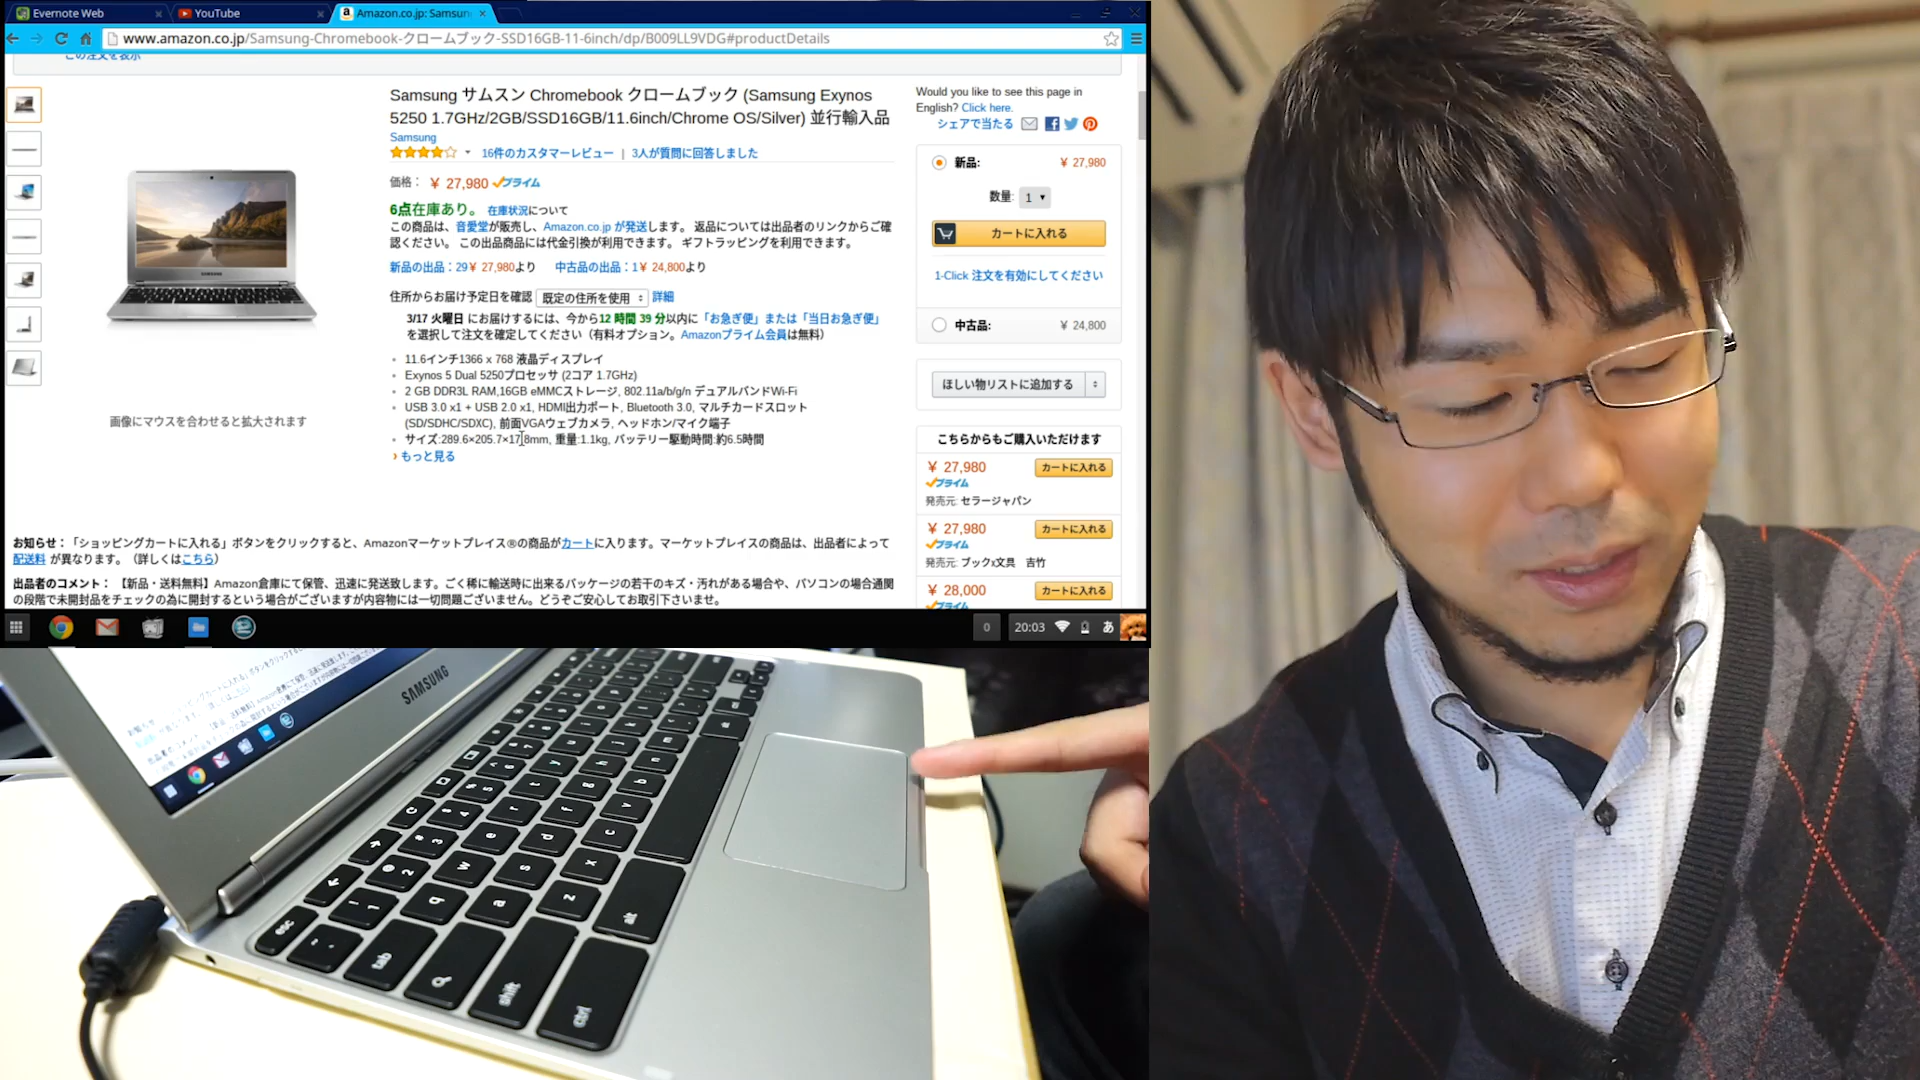 Evernote Web
YouTube
Amazon.co.jp: Samsun
www.amazon.co.jp/Samsung-Chromebook-クロームブック-SSD16GB-11-6inch/dp/B009LL9VDG#productDetails
この注文を表示
Samsung サムスン Chromebook クロームブック (Samsung Exynos
5250 1.7GHz/2GB/SSD16GB/11.6inch/Chrome OS/Silver) 並行輸入品
Samsung
16件のカスタマーレビュー | 3人が質問に回答しました
価格： ￥ 27,980 プライム
6点在庫あり。 在庫状況について
この商品は、音愛堂が販売し、Amazon.co.jp が発送します。 返品については出品者のリンクからご確
認ください。 この出品商品には代金引換が利用できます。 ギフトラッピングを利用できます。
新品の出品：29￥ 27,980より 中古品の出品：1￥ 24,800より
住所からお届け予定日を確認 既定の住所を使用 詳細
3/17 火曜日 にお届けするには、今から12 時間 39 分以内に「お急ぎ便」または「当日お急ぎ便」
を選択して注文を確定してください（有料オプション。Amazonプライム会員は無料）
11.6インチ1366 x 768 液晶ディスプレイ
Exynos 5 Dual 5250プロセッサ (2コア 1.7GHz)
2 GB DDR3L RAM,16GB eMMCストレージ, 802.11a/b/g/n デュアルバンドWi-Fi
USB 3.0 x1 + USB 2.0 x1, HDMI出力ポート, Bluetooth 3.0, マルチカードスロット
(SD/SDHC/SDXC), 前面VGAウェブカメラ, ヘッドホン/マイク端子
サイズ:289.6×205.7×17.8mm, 重量:1.1kg, バッテリー駆動時間:約6.5時間
もっと見る
画像にマウスを合わせると拡大されます
お知らせ：「ショッピングカートに入れる」ボタンをクリックすると、Amazonマーケットプレイス®の商品がカートに入ります。マーケットプレイスの商品は、出品者によって
配送料 が異なります。（詳しくはこちら）
出品者のコメント： 【新品・送料無料】Amazon倉庫にて保管、迅速に発送致します。ごく稀に輸送時に出来るパッケージの若干のキズ・汚れがある場合や、パソコンの場合通関
の段階で未開封品をチェックの為に開封するという場合がございますが内容物には一切問題ございません。どうぞご安心してお取引下さいませ。
Would you like to see this page in
English? Click here.
シェアで当たる
新品: ￥ 27,980
数量: 1
カートに入れる
1-Click 注文を有効にしてください
中古品: ￥ 24,800
ほしい物リストに追加する
こちらからもご購入いただけます
￥ 27,980 カートに入れる
プライム
発売元: セラージャパン
￥ 27,980 カートに入れる
プライム
発売元: ブックx文具 吉竹
￥ 28,000 カートに入れる
プライム
0
20:03
あ
SAMSUNG
esc
tab
shift
ctrl
alt
1
2
3
q
w
e
r
t
y
a
s
d
f
g
h
z
x
c
v
b
n
m